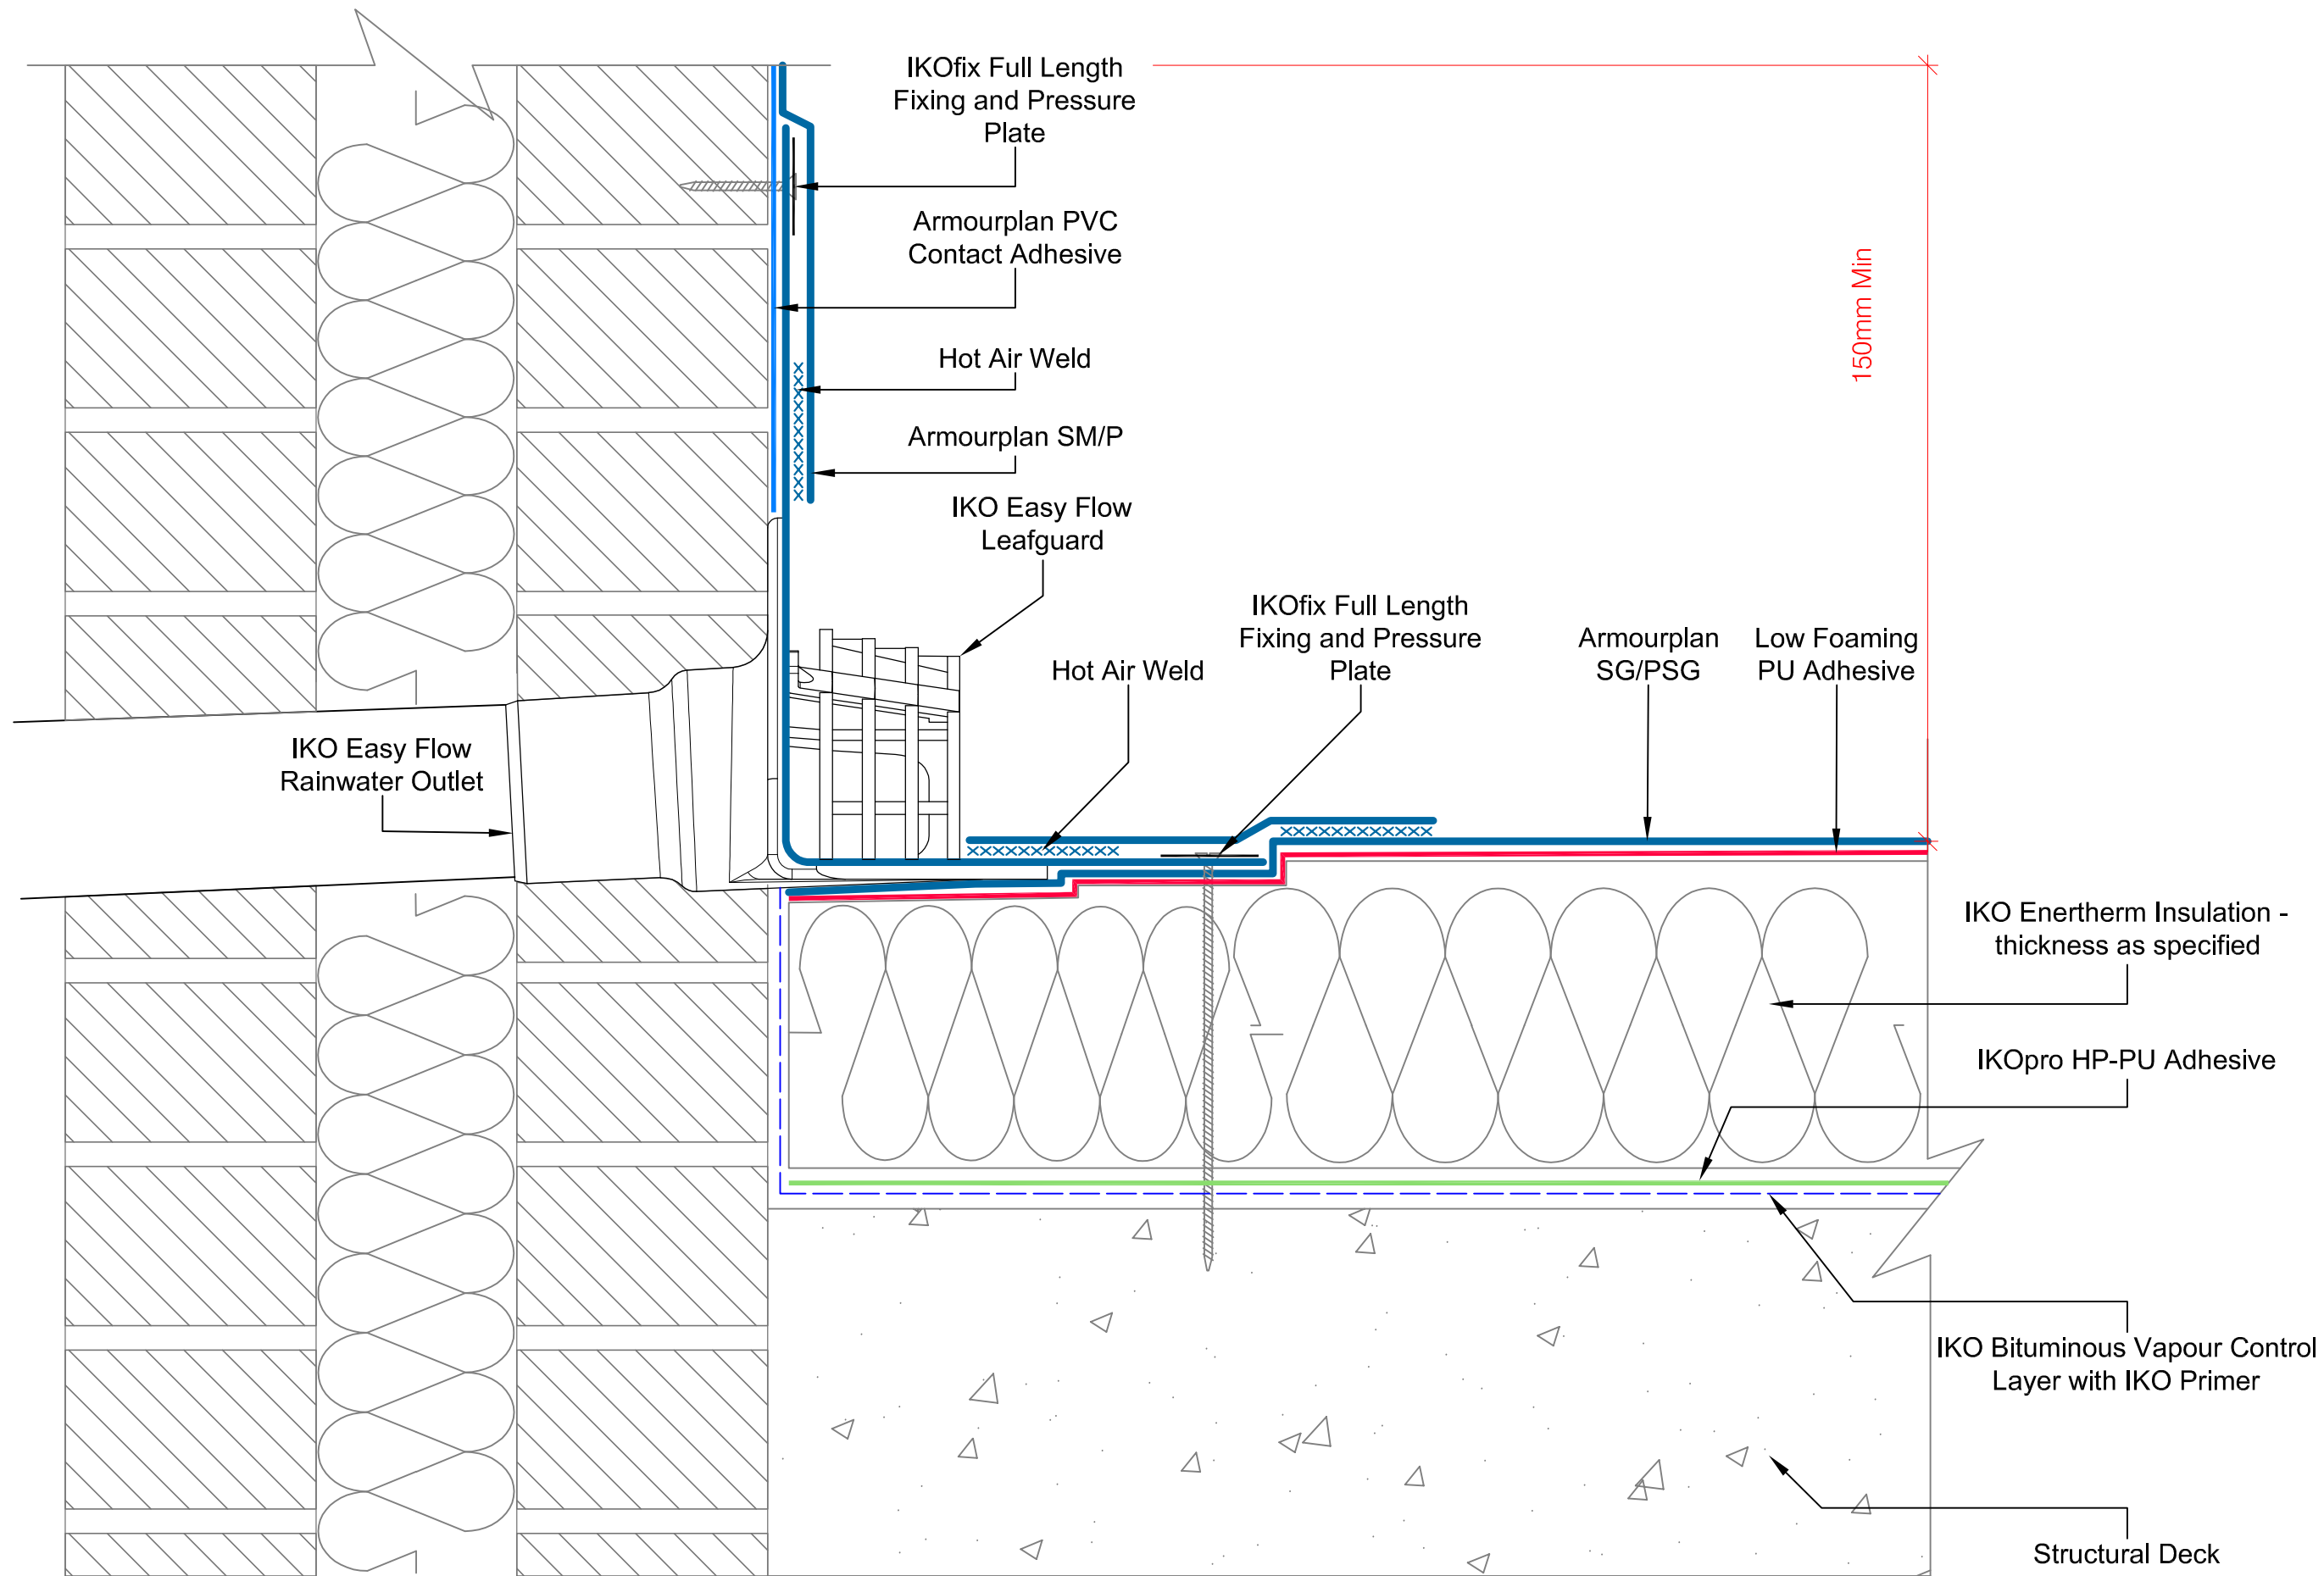 IKOfix Full Length
Fixing and Pressure
Plate
Armourplan PVC
Contact Adhesive
150mm Min
Hot Air Weld
Armourplan SM/P
IKO Easy Flow
Leafguard
IKOfix Full Length
Fixing and Pressure
Plate
Hot Air Weld
Armourplan
SG/PSG
Low Foaming
PU Adhesive
IKO Easy Flow
Rainwater Outlet
IKO Enertherm Insulation -
thickness as specified
IKOpro HP-PU Adhesive
IKO Bituminous Vapour Control
Layer with IKO Primer
Structural Deck